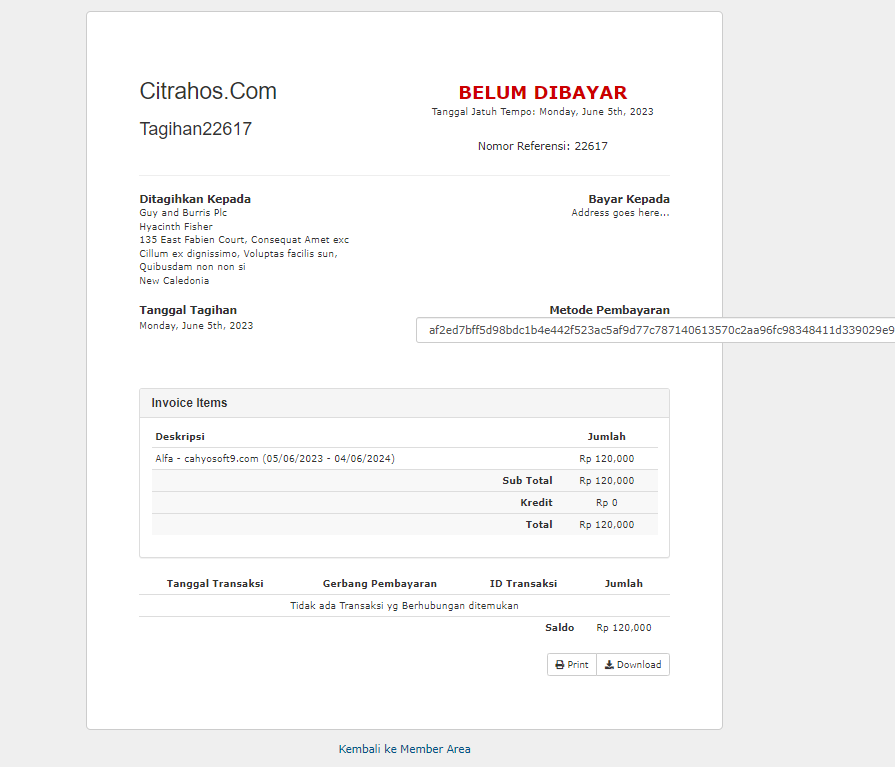 Citrahos.Com
Tagihan22617
BELUM DIBAYAR
Tanggal Jatuh Tempo: Monday, June 5th, 2023
Nomor Referensi: 22617
Ditagihkan Kepada
Guy and Burris Plc
Hyacinth Fisher
135 East Fabien Court, Consequat Amet exc
Cillum ex dignissimo, Voluptas facilis sun,
Quibusdam non non si
New Caledonia
Bayar Kepada
Address goes here...
Tanggal Tagihan
Monday, June 5th, 2023
Metode Pembayaran
af2ed7bff5d98bdc1b4e442f523ac5af9d77c787140613570c2aa96fc98348411d339029e9
Invoice Items
Deskripsi Jumlah
Alfa - cahyosoft9.com (05/06/2023 - 04/06/2024) Rp 120,000
Sub Total Rp 120,000
Kredit Rp 0
Total Rp 120,000
Tanggal Transaksi Gerbang Pembayaran ID Transaksi Jumlah
Tidak ada Transaksi yg Berhubungan ditemukan
Saldo Rp 120,000
Print Download
Kembali ke Member Area